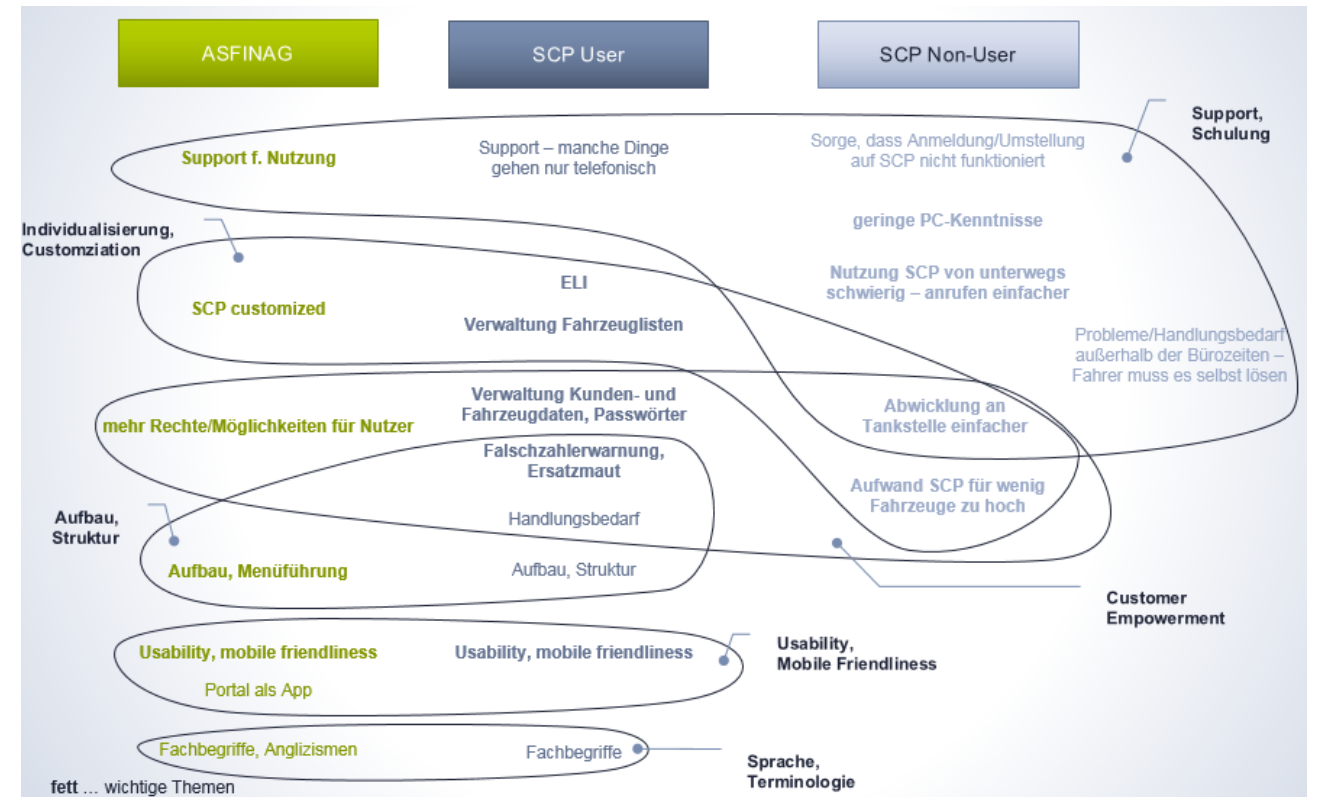 ASFINAG
SCP User
SCP Non-User
Support,
Schulung
Support f. Nutzung
Support – manche Dinge
gehen nur telefonisch
Sorge, dass Anmeldung/Umstellung
auf SCP nicht funktioniert
geringe PC-Kenntnisse
Individualisierung,
Customziation
SCP customized
ELI
Verwaltung Fahrzeuglisten
Nutzung SCP von unterwegs
schwierig – anrufen einfacher
Probleme/Handlungsbedarf
außerhalb der Bürozeiten –
Fahrer muss es selbst lösen
mehr Rechte/Möglichkeiten für Nutzer
Verwaltung Kunden- und
Fahrzeugdaten, Passwörter
Abwicklung an
Tankstelle einfacher
Falschzahlerwarnung,
Ersatzmaut
Aufwand SCP für wenig
Fahrzeuge zu hoch
Aufbau,
Struktur
Handlungsbedarf
Aufbau, Menüführung
Aufbau, Struktur
Customer
Empowerment
Usability, mobile friendliness
Portal als App
Usability, mobile friendliness
Usability,
Mobile Friendliness
Fachbegriffe, Anglizismen
Fachbegriffe
Sprache,
Terminologie
fett … wichtige Themen